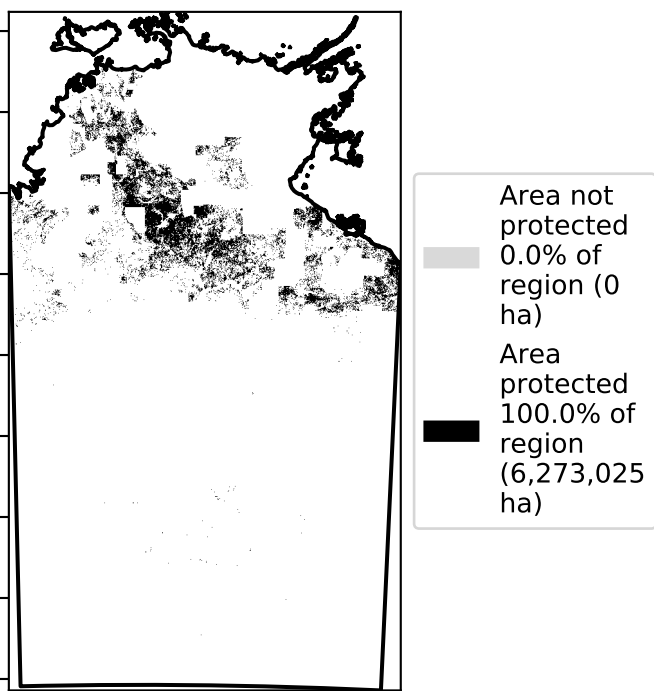 Area not
protected
0.0% of
region (0
ha)
Area
protected
100.0% of
region
(6,273,025
ha)